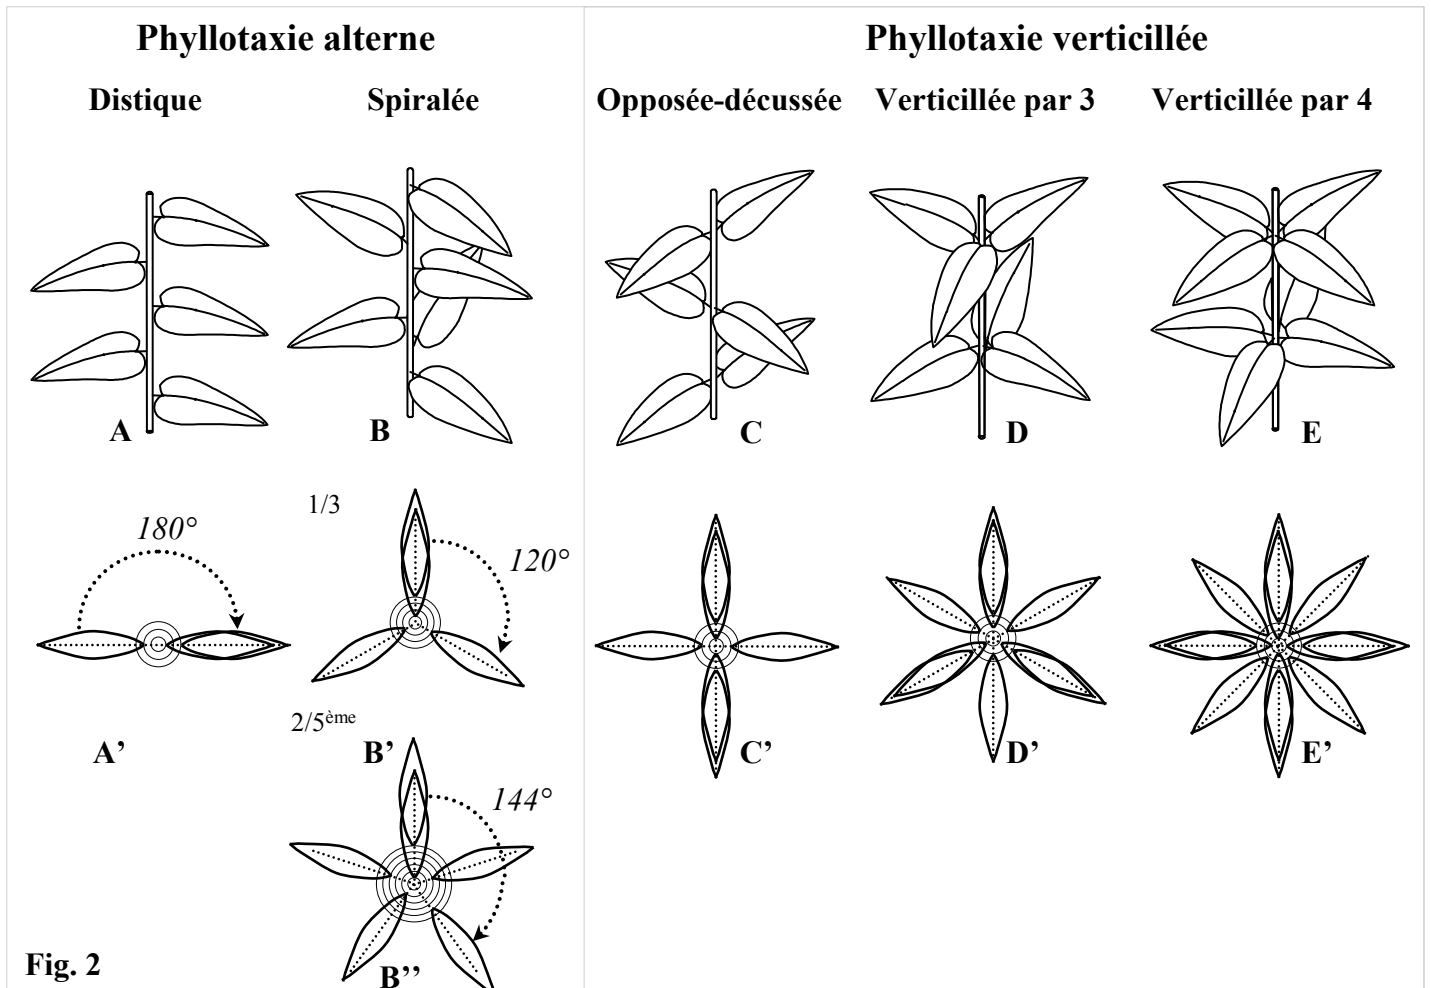 Phyllotaxie alterne
Phyllotaxie verticillée
Distique
Spiralée
Opposée-décussée
Verticillée par 3
Verticillée par 4
A
B
C
D
E
1/3
180°
120°
A’
2/5ème
B’
C’
D’
E’
144°
Fig. 2
B’’